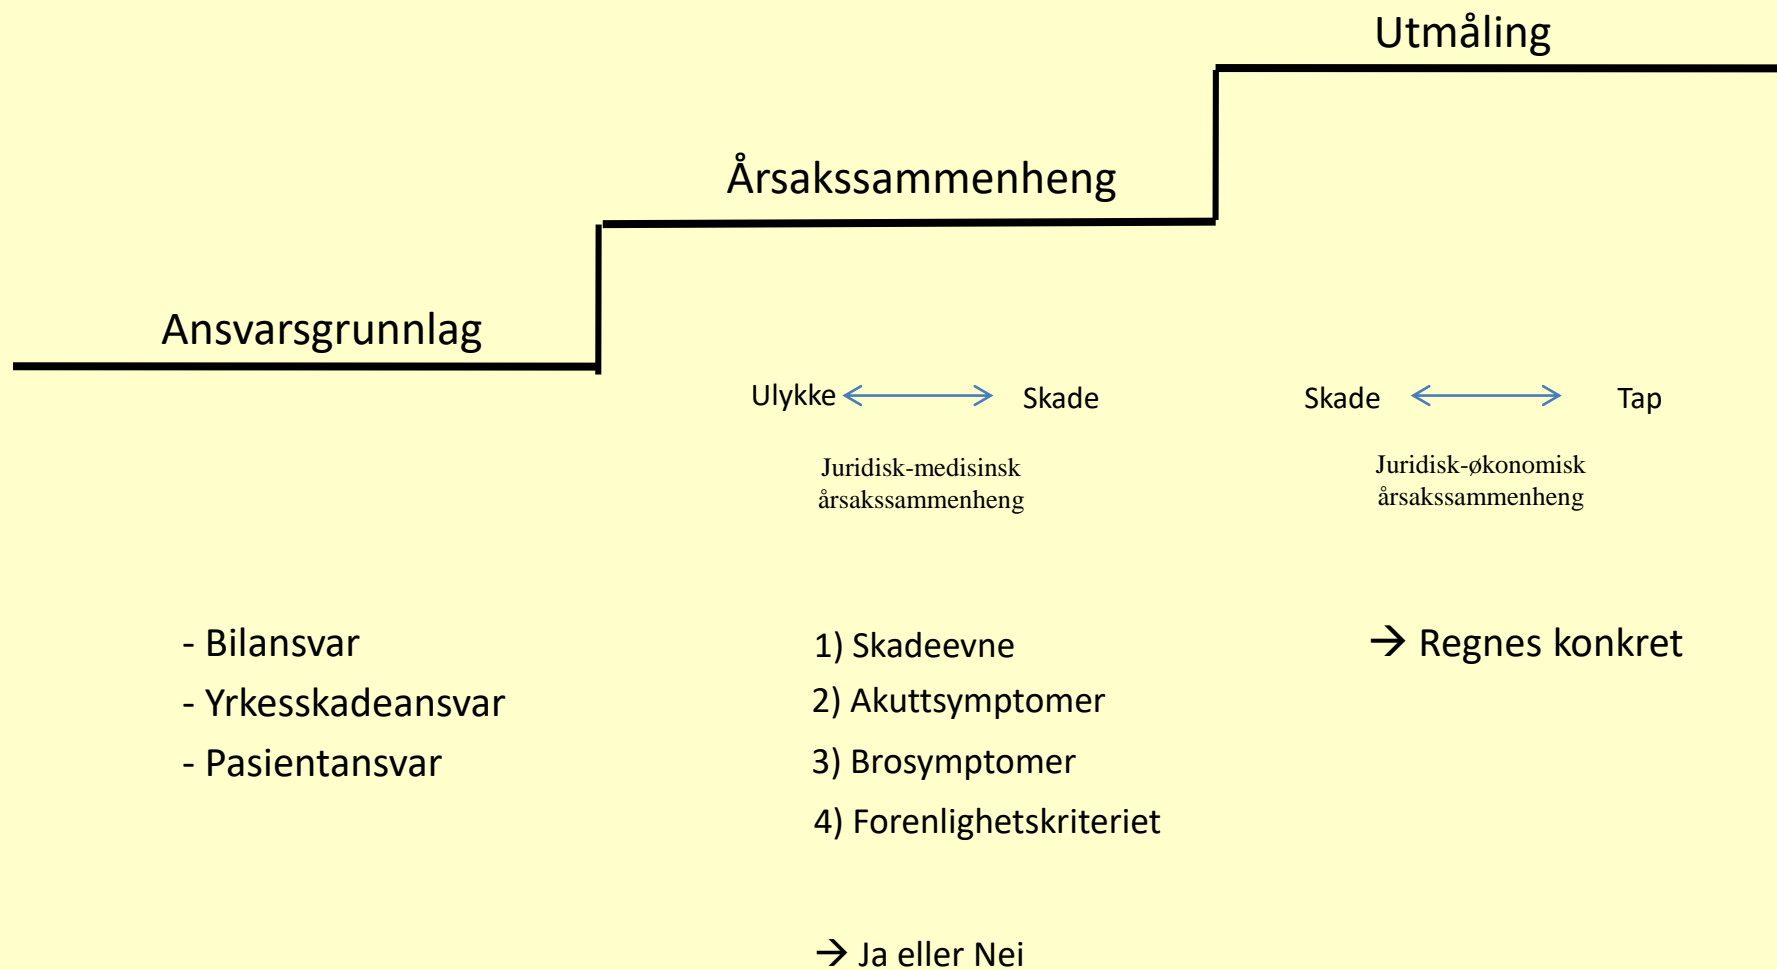 Utmåling
Årsakssammenheng
Ansvarsgrunnlag
Ulykke Skade
Skade Tap
Juridisk-medisinsk
årsakssammenheng
Juridisk-økonomisk
årsakssammenheng
- Bilansvar
- Yrkesskadeansvar
- Pasientansvar
1) Skadeevne
2) Akuttsymptomer
3) Brosymptomer
4) Forenlighetskriteriet
→ Ja eller Nei
→ Regnes konkret